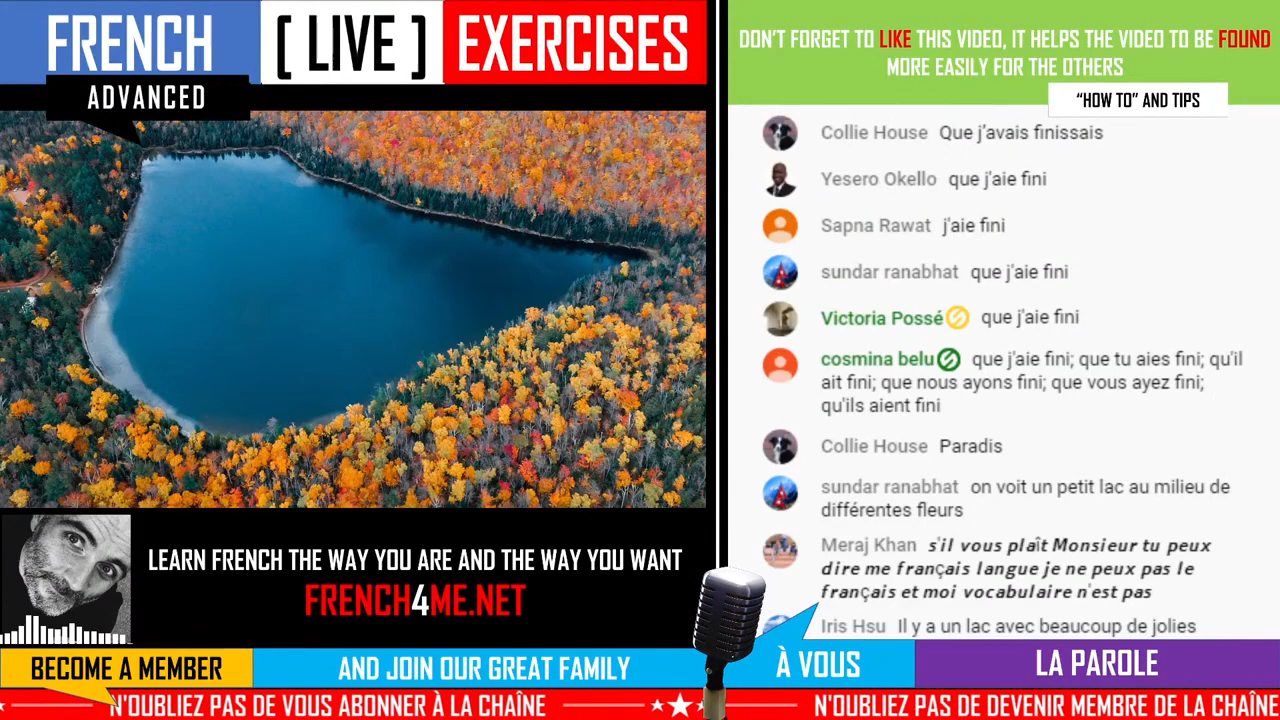 FRENCH
[ LIVE ]
EXERCISES
ADVANCED
DON'T FORGET TO LIKE THIS VIDEO, IT HELPS THE VIDEO TO BE FOUND
MORE EASILY FOR THE OTHERS
“HOW TO” AND TIPS
Collie House Que j’avais finissais
Yesero Okello que j'aie fini
Sapna Rawat j'aie fini
sundar ranabhat que j'aie fini
Victoria Possé que j'aie fini
cosmina belu que j'aie fini; que tu aies fini; qu'il
ait fini; que nous ayons fini; que vous ayez fini;
qu'ils aient fini
Collie House Paradis
sundar ranabhat on voit un petit lac au milieu de
différentes fleurs
Meraj Khan s'il vous plaît Monsieur tu peux
dire me français langue je ne peux pas le
français et moi vocabulaire n'est pas
Iris Hsu Il y a un lac avec beaucoup de jolies
LEARN FRENCH THE WAY YOU ARE AND THE WAY YOU WANT
FRENCH4ME.NET
BECOME A MEMBER
AND JOIN OUR GREAT FAMILY
À VOUS
LA PAROLE
N'OUBLIEZ PAS DE VOUS ABONNER À LA CHAÎNE
N'OUBLIEZ PAS DE DEVENIR MEMBRE DE LA CHAÎNE